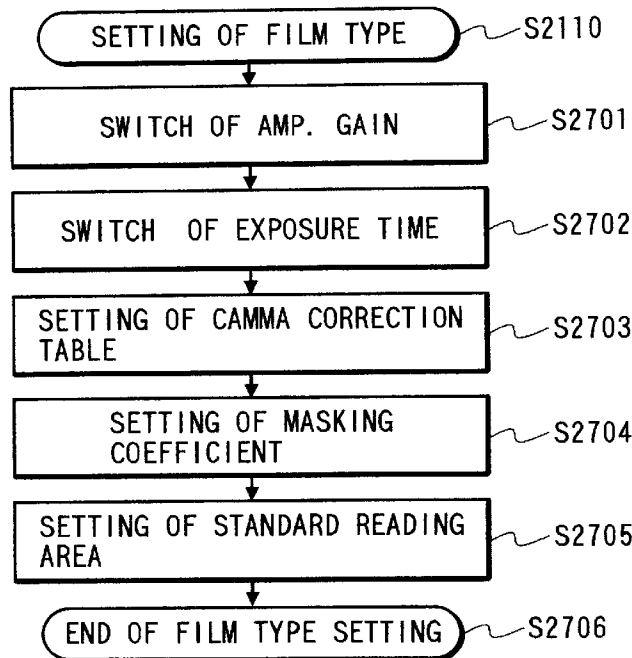 SETTING OF FILM TYPE
S2110
SWITCH OF AMP. GAIN
S2701
SWITCH OF EXPOSURE TIME
S2702
SETTING OF CAMMA CORRECTION
TABLE
S2703
SETTING OF MASKING
COEFFICIENT
S2704
SETTING OF STANDARD READING
AREA
S2705
END OF FILM TYPE SETTING
S2706